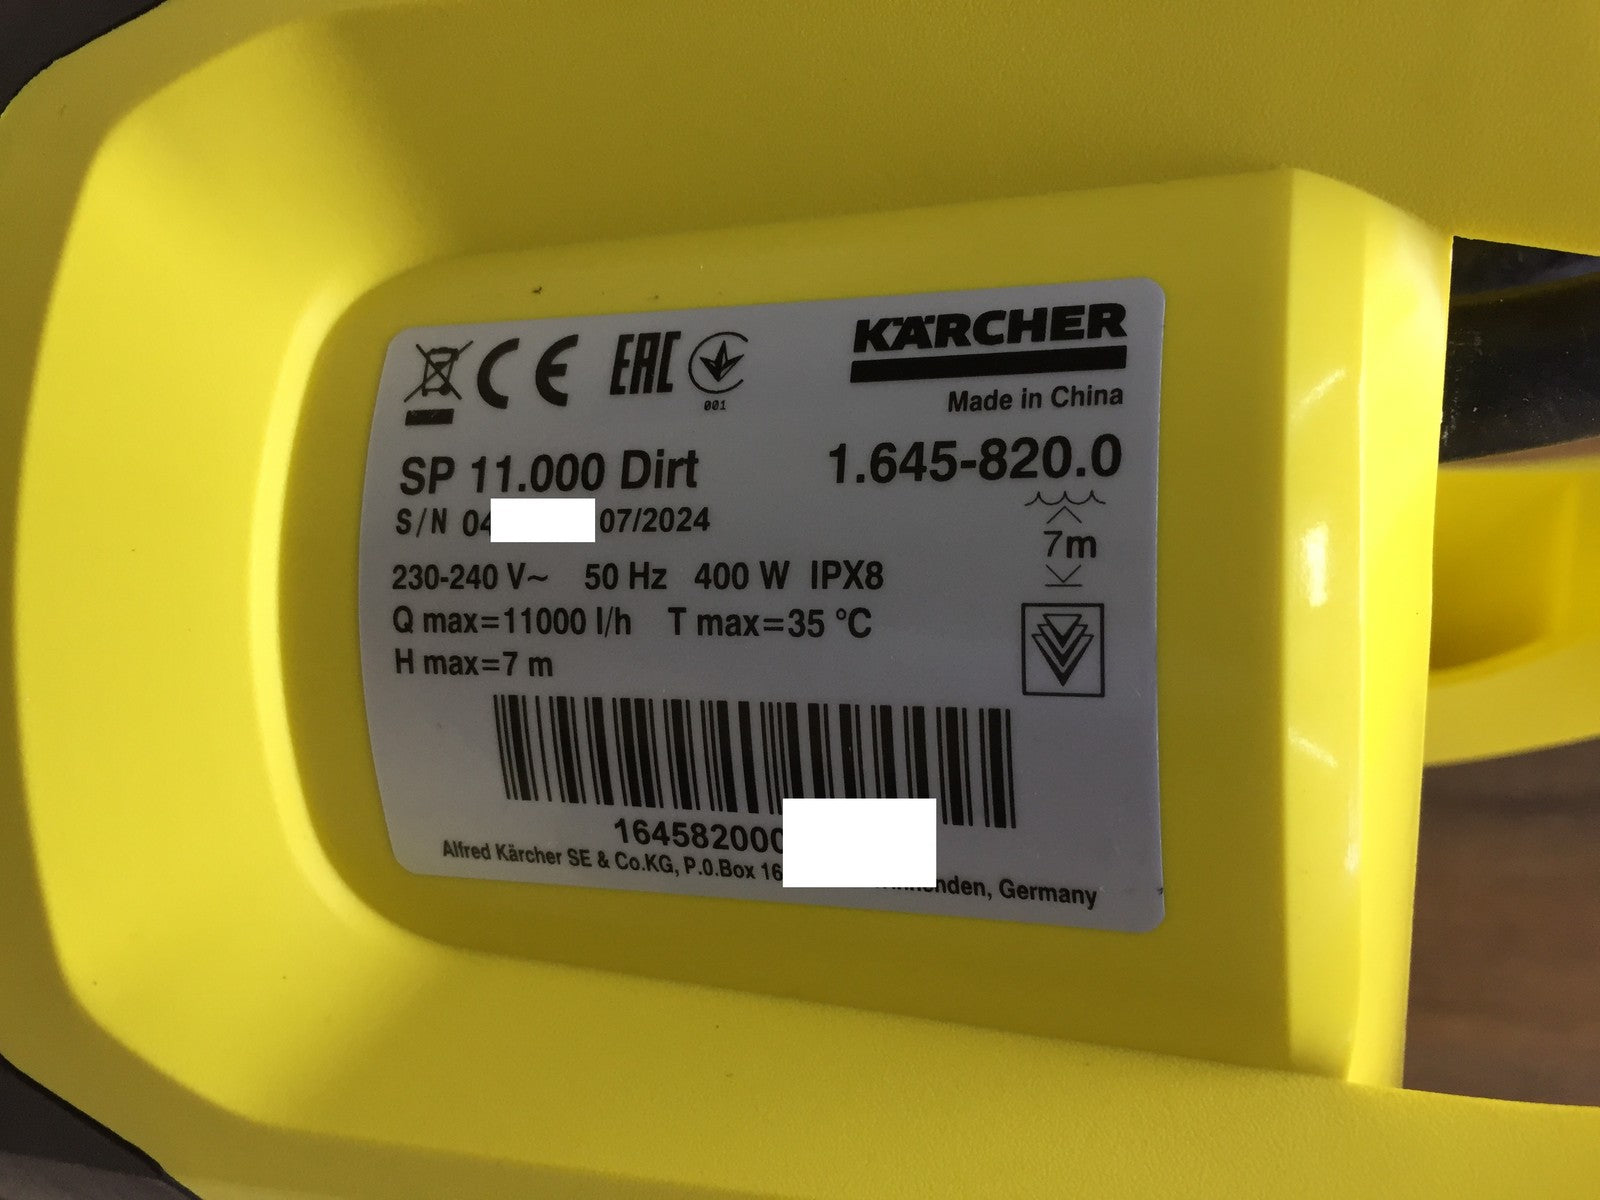 CE EAC
001
KÄRCHER
Made in China
SP 11.000 Dirt 1.645-820.0
S/N 04 07/2024
7m
230-240 V~ 50 Hz 400 W IPX8
Q max=11000 l/h T max=35 °C
H max=7 m
164582000
Alfred Kärcher SE & Co.KG, P.O.Box 16 Germany